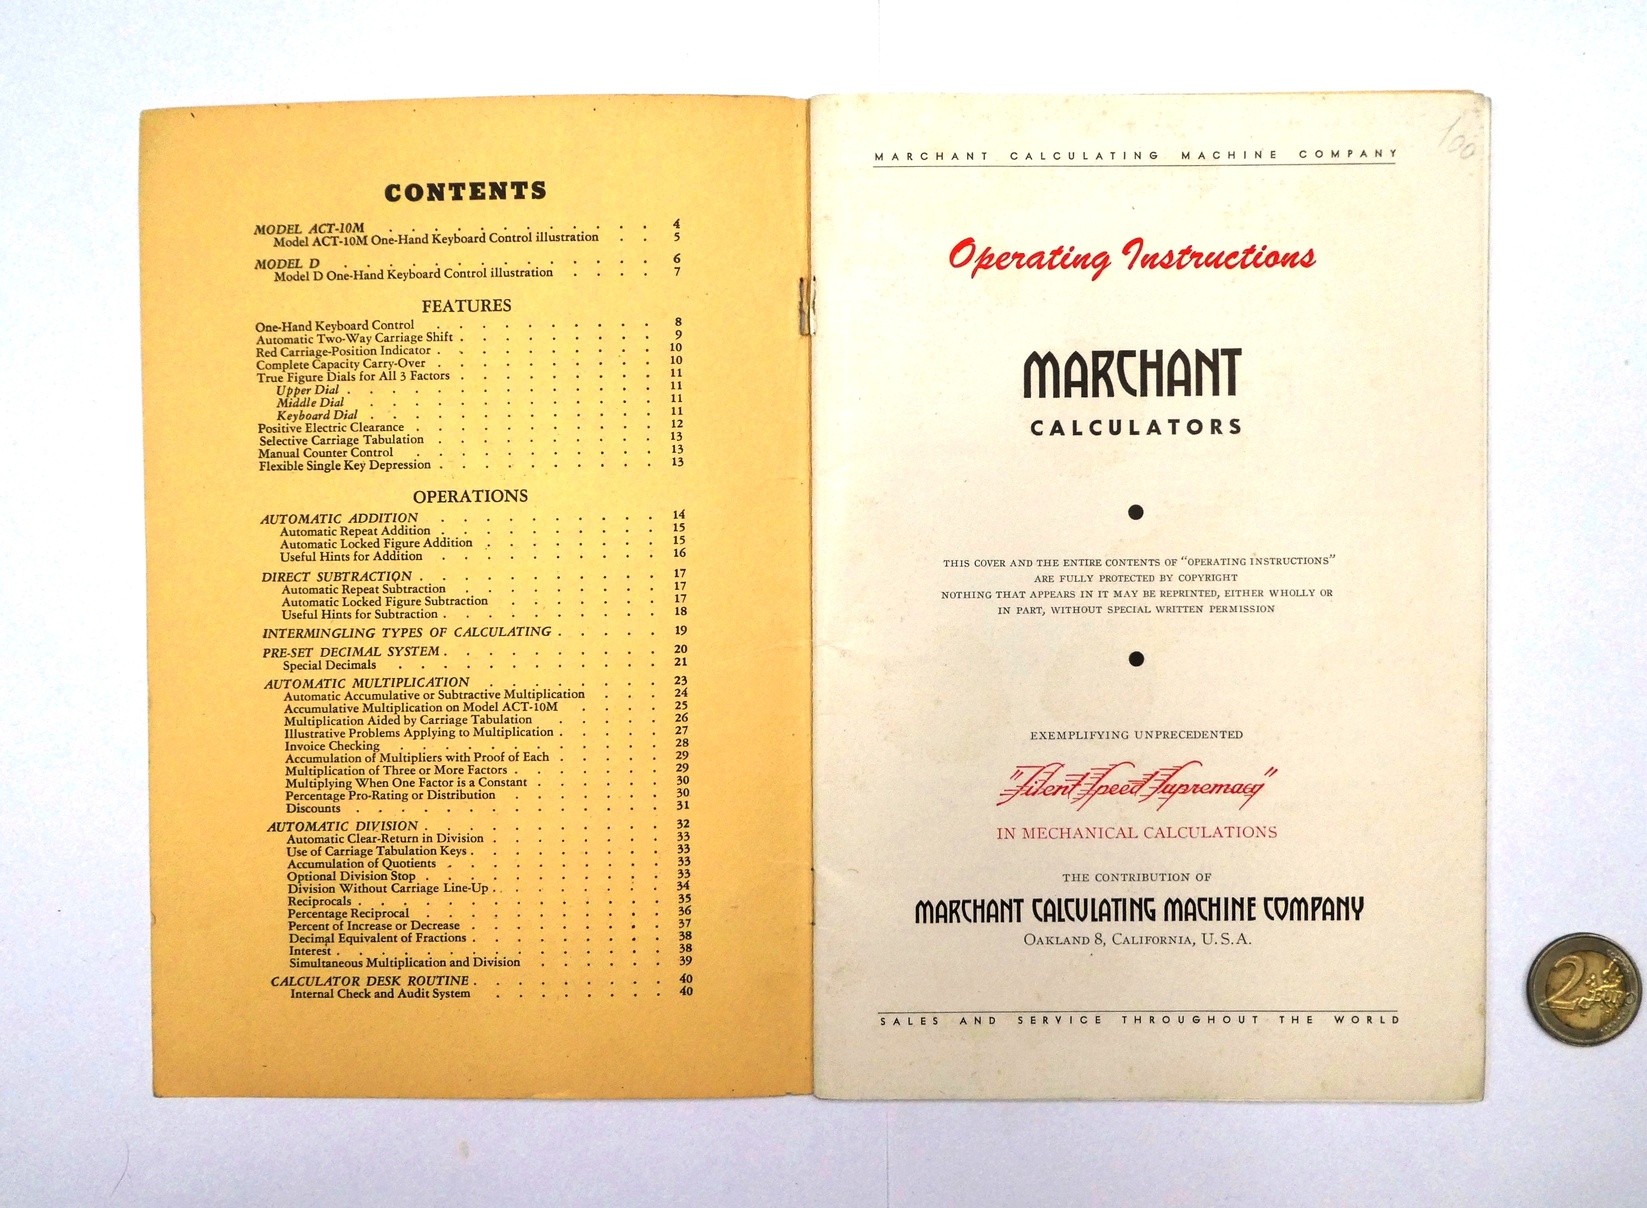 CONTENTS
MODEL ACT-10M . . . . . . . . . . 4
Model ACT-10M One-Hand Keyboard Control illustration . . 5
MODEL D . . . . . . . . . . . . 6
Model D One-Hand Keyboard Control illustration . . . . 7
FEATURES
One-Hand Keyboard Control . . . . . . . . . 8
Automatic Two-Way Carriage Shift . . . . . . . . 9
Red Carriage-Position Indicator . . . . . . . . . 10
Complete Capacity Carry-Over . . . . . . . . . 10
True Figure Dials for All 3 Factors . . . . . . . . 11
Upper Dial . . . . . . . . . . . . 11
Middle Dial . . . . . . . . . . . 11
Keyboard Dial . . . . . . . . . . . 11
Positive Electric Clearance . . . . . . . . . 12
Selective Carriage Tabulation . . . . . . . . . 13
Manual Counter Control . . . . . . . . . 13
Flexible Single Key Depression . . . . . . . . . 13
OPERATIONS
AUTOMATIC ADDITION . . . . . . . . . 14
Automatic Repeat Addition . . . . . . . . . 15
Automatic Locked Figure Addition . . . . . . . 15
Useful Hints for Addition . . . . . . . . . 16
DIRECT SUBTRACTION . . . . . . . . . . 17
Automatic Repeat Subtraction . . . . . . . . 17
Automatic Locked Figure Subtraction . . . . . . 17
Useful Hints for Subtraction . . . . . . . . . 18
INTERMINGLING TYPES OF CALCULATING . . . . . 19
PRE-SET DECIMAL SYSTEM . . . . . . . . . 20
Special Decimals . . . . . . . . . . 21
AUTOMATIC MULTIPLICATION . . . . . . . . 23
Automatic Accumulative or Subtractive Multiplication . . . 24
Accumulative Multiplication on Model ACT-10M . . . . 25
Multiplication Aided by Carriage Tabulation . . . . 26
Illustrative Problems Applying to Multiplication . . . . . 27
Invoice Checking . . . . . . . . . . 28
Accumulation of Multipliers with Proof of Each . . . . . 29
Multiplication of Three or More Factors . . . . . . 29
Multiplying When One Factor is a Constant . . . . . . 30
Percentage Pro-Rating or Distribution . . . . . . 30
Discounts . . . . . . . . . . . 31
AUTOMATIC DIVISION . . . . . . . . . . 32
Automatic Clear-Return in Division . . . . . . . 33
Use of Carriage Tabulation Keys . . . . . . . . 33
Accumulation of Quotients . . . . . . . . . 33
Optional Division Stop . . . . . . . . . 33
Division Without Carriage Line-Up . . . . . . . 34
Reciprocals . . . . . . . . . . . 35
Percentage Reciprocal . . . . . . . . . 36
Percent of Increase or Decrease . . . . . . . . 37
Decimal Equivalent of Fractions . . . . . . . . 38
Interest . . . . . . . . . . . . 38
Simultaneous Multiplication and Division . . . . . 39
CALCULATOR DESK ROUTINE . . . . . . . . 40
Internal Check and Audit System . . . . . . . 40
100
MARCHANT CALCULATING MACHINE COMPANY
Operating Instructions
MARCHANT
CALCULATORS
THIS COVER AND THE ENTIRE CONTENTS OF "OPERATING INSTRUCTIONS"
ARE FULLY PROTECTED BY COPYRIGHT
NOTHING THAT APPEARS IN IT MAY BE REPRINTED, EITHER WHOLLY OR
IN PART, WITHOUT SPECIAL WRITTEN PERMISSION
EXEMPLIFYING UNPRECEDENTED
"Silent Speed Supremacy"
IN MECHANICAL CALCULATIONS
THE CONTRIBUTION OF
MARCHANT CALCULATING MACHINE COMPANY
OAKLAND 8, CALIFORNIA, U.S.A.
SALES AND SERVICE THROUGHOUT THE WORLD
2
EURO